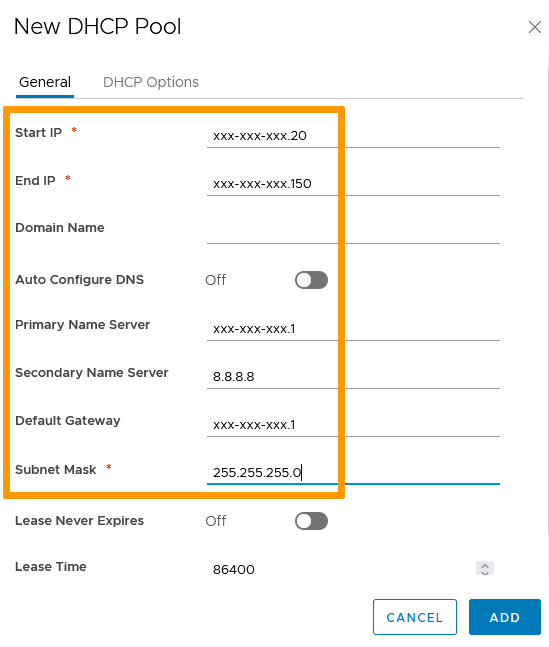 New DHCP Pool
General DHCP Options
Start IP * xxx-xxx-xxx.20
End IP * xxx-xxx-xxx.150
Domain Name
Auto Configure DNS Off
Primary Name Server xxx-xxx-xxx.1
Secondary Name Server 8.8.8.8
Default Gateway xxx-xxx-xxx.1
Subnet Mask * 255.255.255.0
Lease Never Expires Off
Lease Time 86400
CANCEL ADD